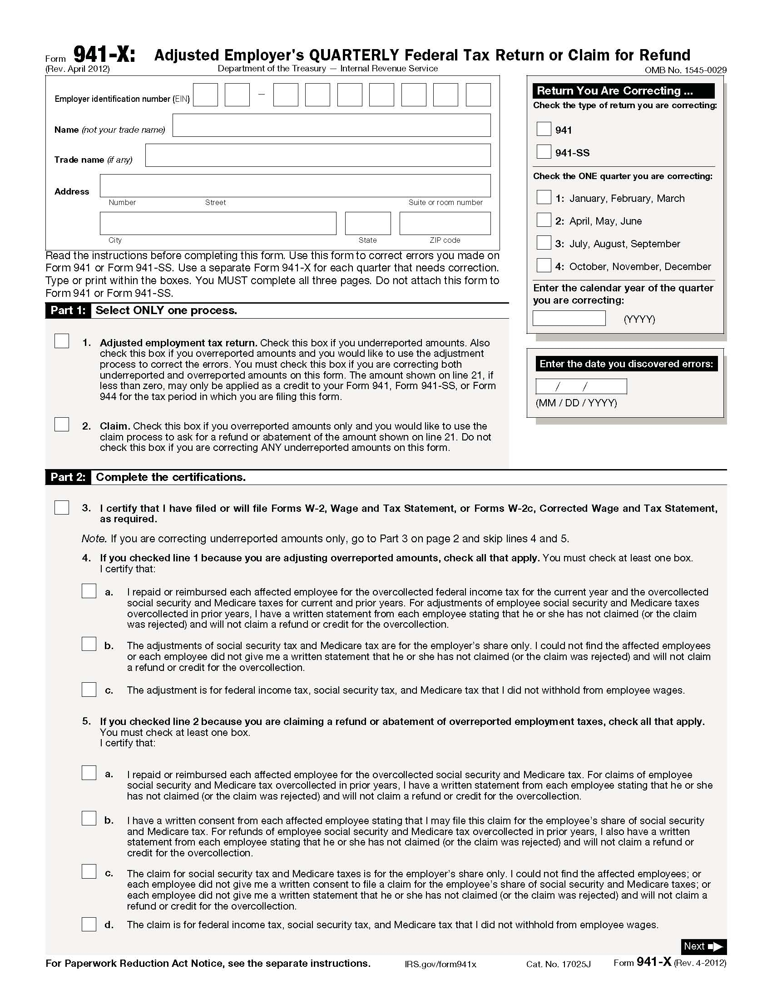 Form 941-X: Adjusted Employer's QUARTERLY Federal Tax Return or Claim for Refund
(Rev. April 2012) Department of the Treasury — Internal Revenue Service OMB No. 1545-0029
Employer identification number (EIN) –
Name (not your trade name)
Trade name (if any)
Address
Number Street Suite or room number
City State ZIP code
Return You Are Correcting ...
Check the type of return you are correcting:
941
941-SS
Check the ONE quarter you are correcting:
1: January, February, March
2: April, May, June
3: July, August, September
4: October, November, December
Enter the calendar year of the quarter
you are correcting:
(YYYY)
Enter the date you discovered errors:
/ /
(MM / DD / YYYY)
Read the instructions before completing this form. Use this form to correct errors you made on
Form 941 or Form 941-SS. Use a separate Form 941-X for each quarter that needs correction.
Type or print within the boxes. You MUST complete all three pages. Do not attach this form to
Form 941 or Form 941-SS.
Part 1: Select ONLY one process.
1. Adjusted employment tax return. Check this box if you underreported amounts. Also
check this box if you overreported amounts and you would like to use the adjustment
process to correct the errors. You must check this box if you are correcting both
underreported and overreported amounts on this form. The amount shown on line 21, if
less than zero, may only be applied as a credit to your Form 941, Form 941-SS, or Form
944 for the tax period in which you are filing this form.
2. Claim. Check this box if you overreported amounts only and you would like to use the
claim process to ask for a refund or abatement of the amount shown on line 21. Do not
check this box if you are correcting ANY underreported amounts on this form.
Part 2: Complete the certifications.
3. I certify that I have filed or will file Forms W-2, Wage and Tax Statement, or Forms W-2c, Corrected Wage and Tax Statement,
as required.
Note. If you are correcting underreported amounts only, go to Part 3 on page 2 and skip lines 4 and 5.
4. If you checked line 1 because you are adjusting overreported amounts, check all that apply. You must check at least one box.
I certify that:
a. I repaid or reimbursed each affected employee for the overcollected federal income tax for the current year and the overcollected
social security and Medicare taxes for current and prior years. For adjustments of employee social security and Medicare taxes
overcollected in prior years, I have a written statement from each employee stating that he or she has not claimed (or the claim
was rejected) and will not claim a refund or credit for the overcollection.
b. The adjustments of social security tax and Medicare tax are for the employer's share only. I could not find the affected employees
or each employee did not give me a written statement that he or she has not claimed (or the claim was rejected) and will not claim
a refund or credit for the overcollection.
c. The adjustment is for federal income tax, social security tax, and Medicare tax that I did not withhold from employee wages.
5. If you checked line 2 because you are claiming a refund or abatement of overreported employment taxes, check all that apply.
You must check at least one box.
I certify that:
a. I repaid or reimbursed each affected employee for the overcollected social security and Medicare tax. For claims of employee
social security and Medicare tax overcollected in prior years, I have a written statement from each employee stating that he or she
has not claimed (or the claim was rejected) and will not claim a refund or credit for the overcollection.
b. I have a written consent from each affected employee stating that I may file this claim for the employee's share of social security
and Medicare tax. For refunds of employee social security and Medicare tax overcollected in prior years, I also have a written
statement from each employee stating that he or she has not claimed (or the claim was rejected) and will not claim a refund or
credit for the overcollection.
c. The claim for social security tax and Medicare taxes is for the employer's share only. I could not find the affected employees; or
each employee did not give me a written consent to file a claim for the employee's share of social security and Medicare taxes; or
each employee did not give me a written statement that he or she has not claimed (or the claim was rejected) and will not claim a
refund or credit for the overcollection.
d. The claim is for federal income tax, social security tax, and Medicare tax that I did not withhold from employee wages.
Next
For Paperwork Reduction Act Notice, see the separate instructions. IRS.gov/form941x Cat. No. 17025J Form 941-X (Rev. 4-2012)